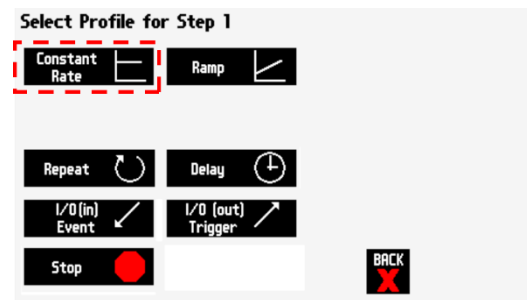 Select Profile for Step 1
Constant
Rate
Ramp
Repeat
Delay
I/O(in)
Event
I/O (out)
Trigger
Stop
BACK
X